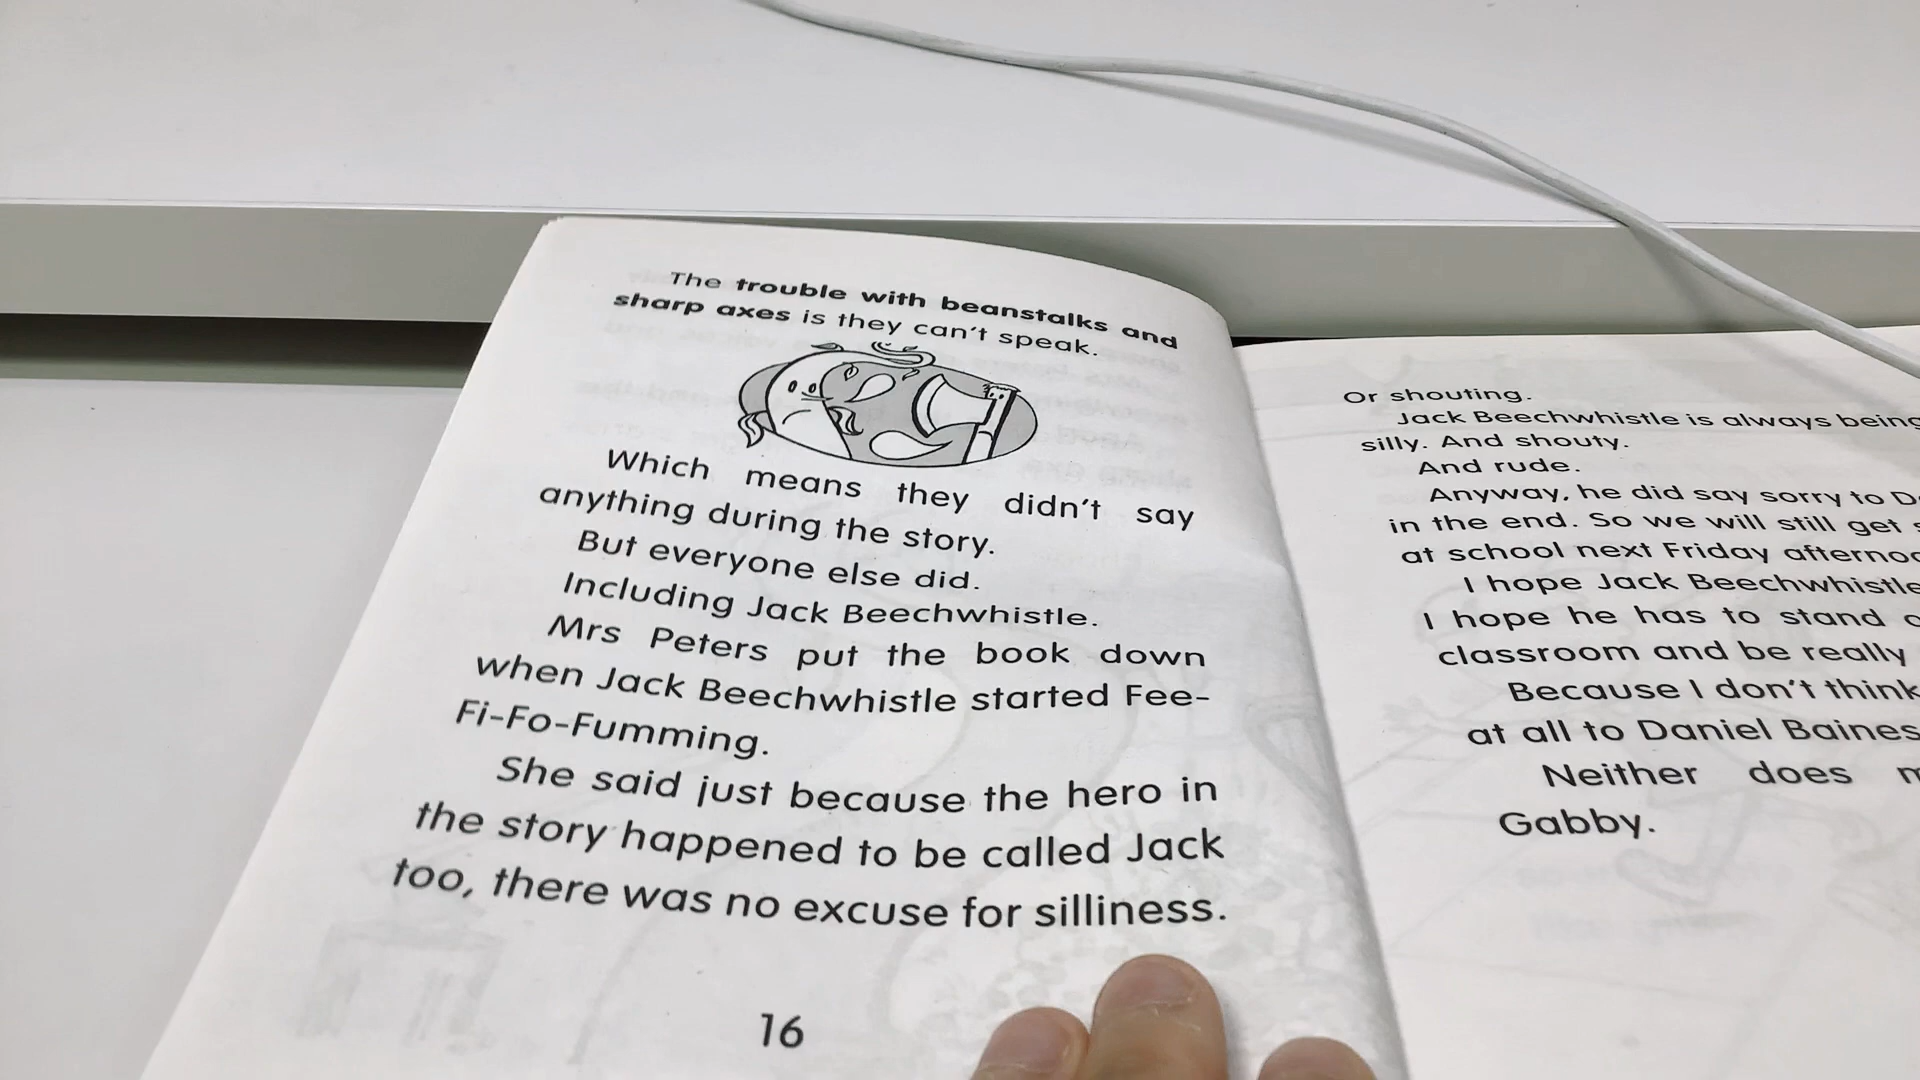 The trouble with beanstalks and
sharp axes is they can't speak.
Which means they didn't say
anything during the story.
But everyone else did.
Including Jack Beechwhistle.
Mrs Peters put the book down
when Jack Beechwhistle started Fee-
Fi-Fo-Fumming.
She said just because the hero in
the story happened to be called Jack
too, there was no excuse for silliness.
16
Or shouting.
Jack Beechwhistle is always being
silly. And shouty.
And rude.
Anyway, he did say sorry to
in the end. So we will still get
at school next Friday
I hope Jack Beechwhistle
I hope he has to stand
classroom and be really
Because I don't think
at all to Daniel Baines
Neither does
Gabby.